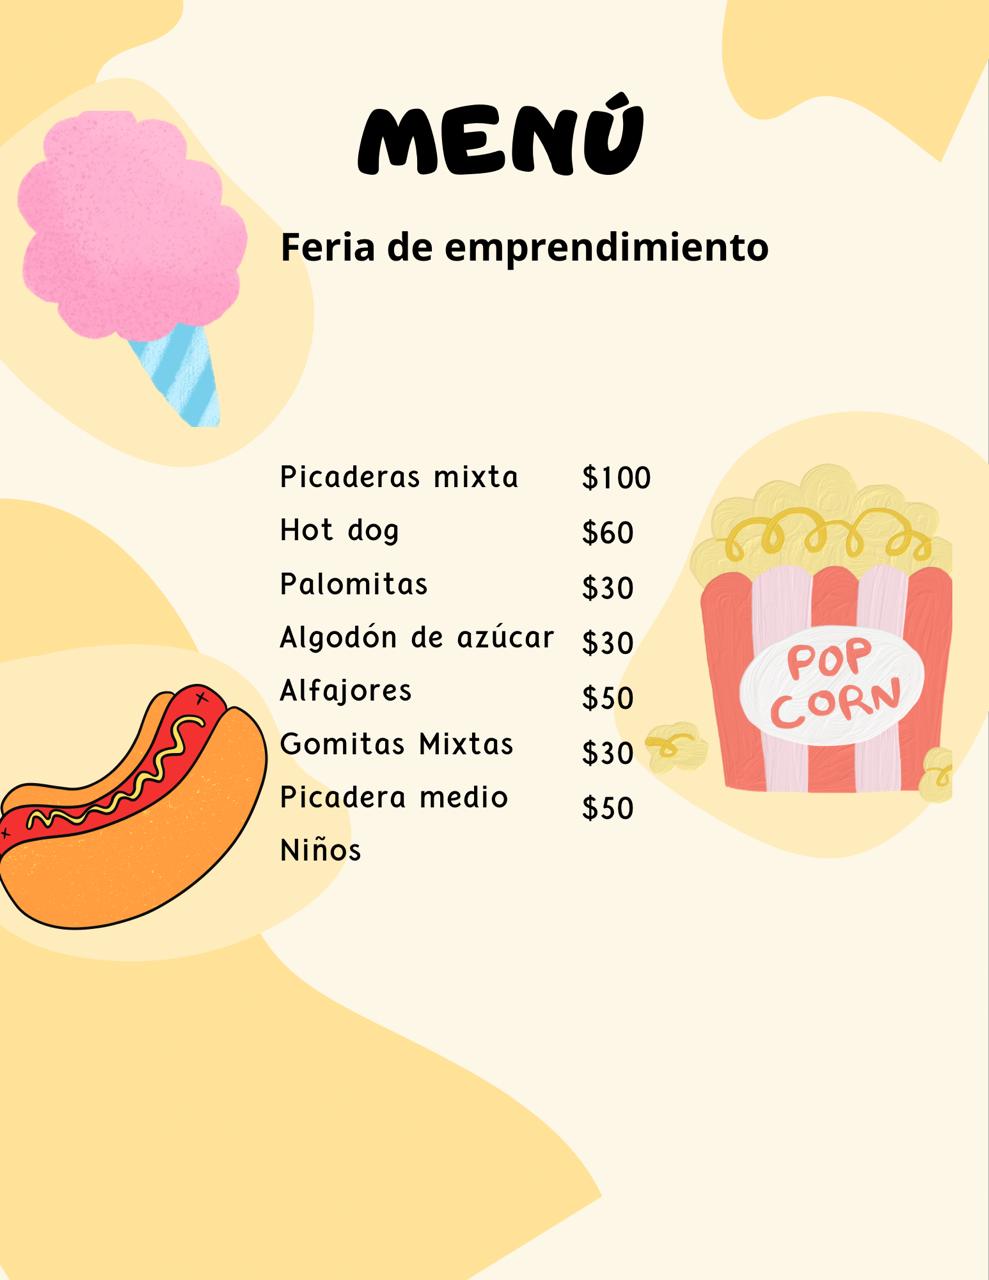 MENÚ
Feria de emprendimiento
Picaderas mixta $100
Hot dog $60
Palomitas $30
Algodón de azúcar $30
Alfajores $50
Gomitas Mixtas $30
Picadera medio $50
Niños
POP
CORN